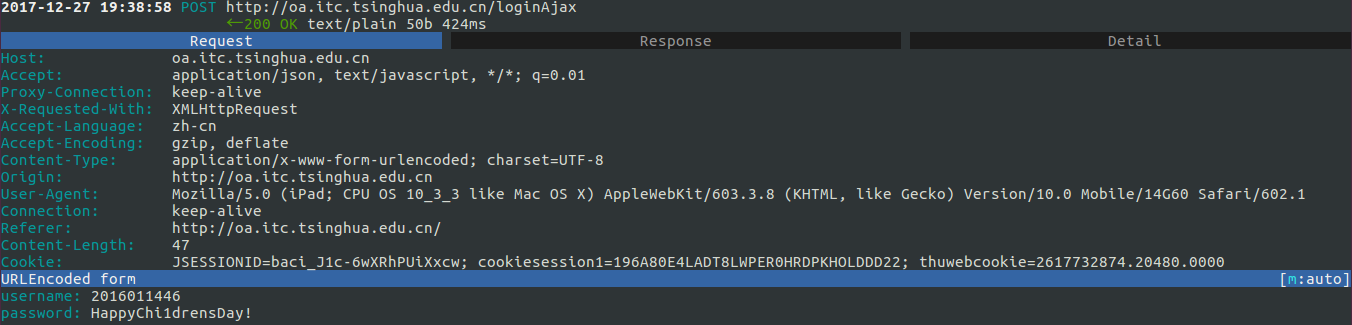 2017-12-27 19:38:58 POST http://oa.itc.tsinghua.edu.cn/loginAjax
←200 OK text/plain 50b 424ms
Request Response Detail
Host: oa.itc.tsinghua.edu.cn
Accept: application/json, text/javascript, */*; q=0.01
Proxy-Connection: keep-alive
X-Requested-With: XMLHttpRequest
Accept-Language: zh-cn
Accept-Encoding: gzip, deflate
Content-Type: application/x-www-form-urlencoded; charset=UTF-8
Origin: http://oa.itc.tsinghua.edu.cn
User-Agent: Mozilla/5.0 (iPad; CPU OS 10_3_3 like Mac OS X) AppleWebKit/603.3.8 (KHTML, like Gecko) Version/10.0 Mobile/14G60 Safari/602.1
Connection: keep-alive
Referer: http://oa.itc.tsinghua.edu.cn/
Content-Length: 47
Cookie: JSESSIONID=baci_J1c-6wXRhPUiXxcw; cookiesession1=196A80E4LADT8LWPER0HRDPKHOLDDD22; thuwebcookie=2617732874.20480.0000
URLEncoded form [m:auto]
username: 2016011446
password: HappyChi1drensDay!